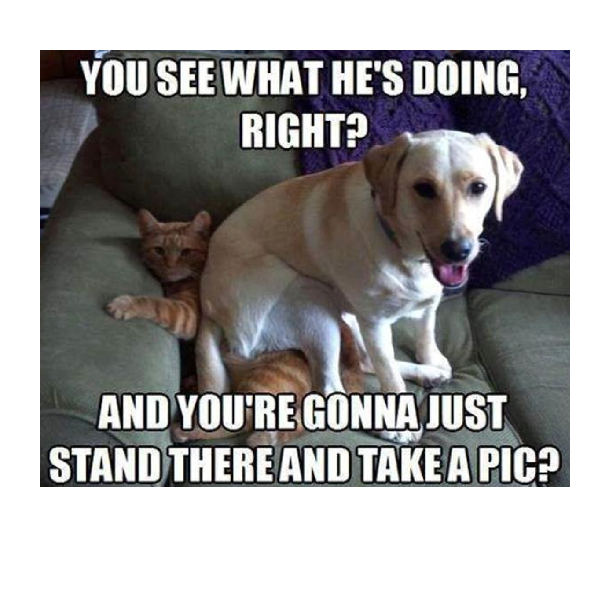 YOU SEE WHAT HE'S DOING,
RIGHT?
AND YOU'RE GONNA JUST
STAND THERE AND TAKE A PIC?